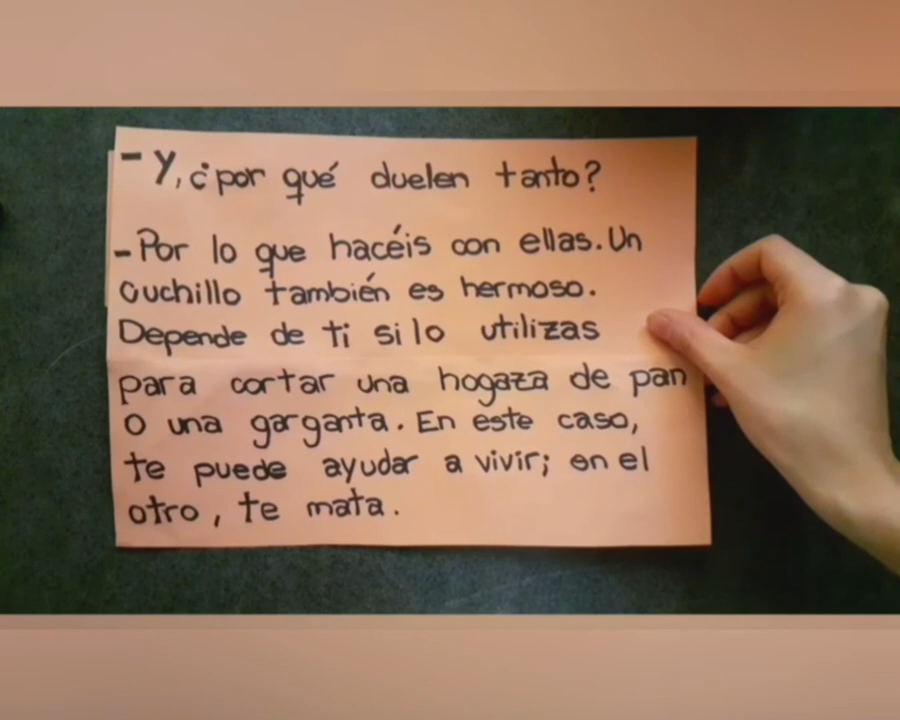 - Y, ¿por qué duelen tanto?
- Por lo que hacéis con ellas. Un
cuchillo también es hermoso.
Depende de ti si lo utilizas
para cortar una hogaza de pan
o una garganta. En este caso,
te puede ayudar a vivir; en el
otro, te mata.